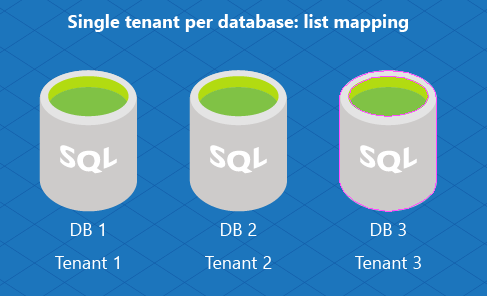 Single tenant per database: list mapping
SQL SQL SQL
DB 1 DB 2 DB 3
Tenant 1 Tenant 2 Tenant 3